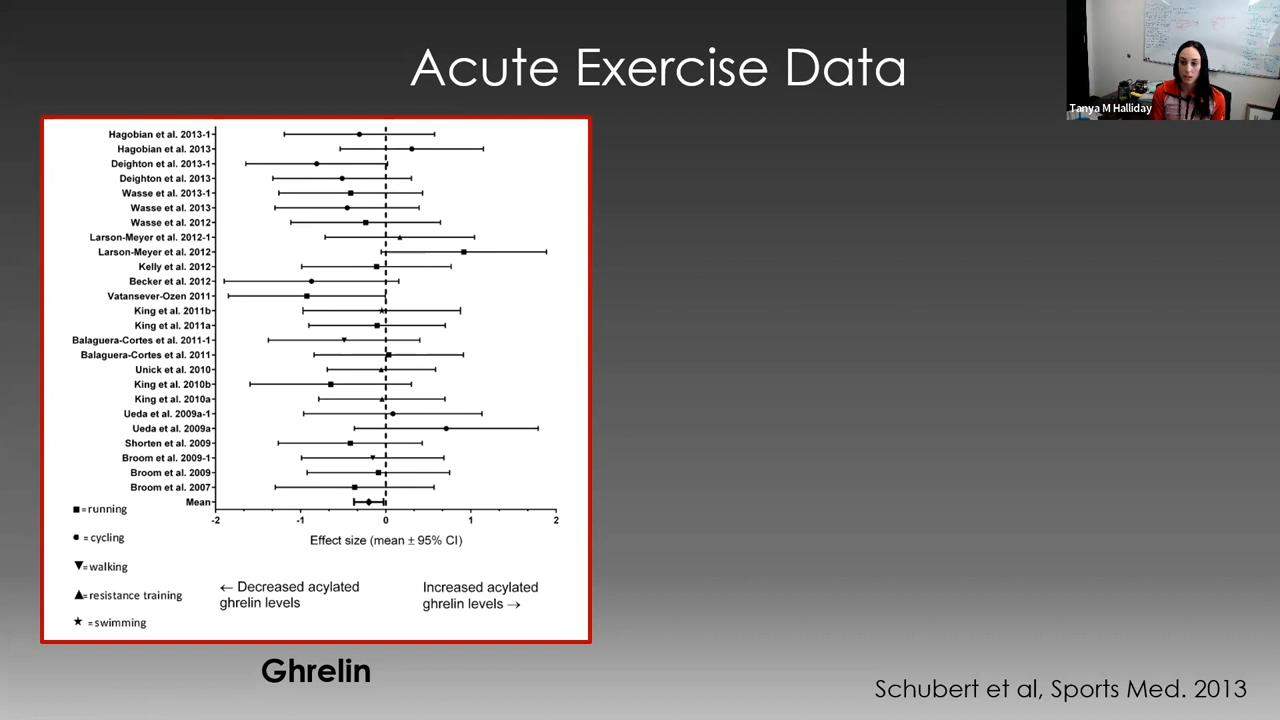 Acute Exercise Data
Tanya M Halliday
Hagobian et al. 2013-1
Hagobian et al. 2013
Deighton et al. 2013-1
Deighton et al. 2013
Wasse et al. 2013-1
Wasse et al. 2013
Wasse et al. 2012
Larson-Meyer et al. 2012-1
Larson-Meyer et al. 2012
Kelly et al. 2012
Becker et al. 2012
Vatansever-Ozen 2011
King et al. 2011b
King et al. 2011a
Balaguera-Cortes et al. 2011-1
Balaguera-Cortes et al. 2011
Unick et al. 2010
King et al. 2010b
King et al. 2010a
Ueda et al. 2009a-1
Ueda et al. 2009a
Shorten et al. 2009
Broom et al. 2009-1
Broom et al. 2009
Broom et al. 2007
Mean
-2 -1 0 1 2
Effect size (mean ± 95% CI)
■ = running
● = cycling
▼= walking
▲= resistance training
★ = swimming
← Decreased acylated
ghrelin levels
Increased acylated
ghrelin levels →
Ghrelin
Schubert et al, Sports Med. 2013